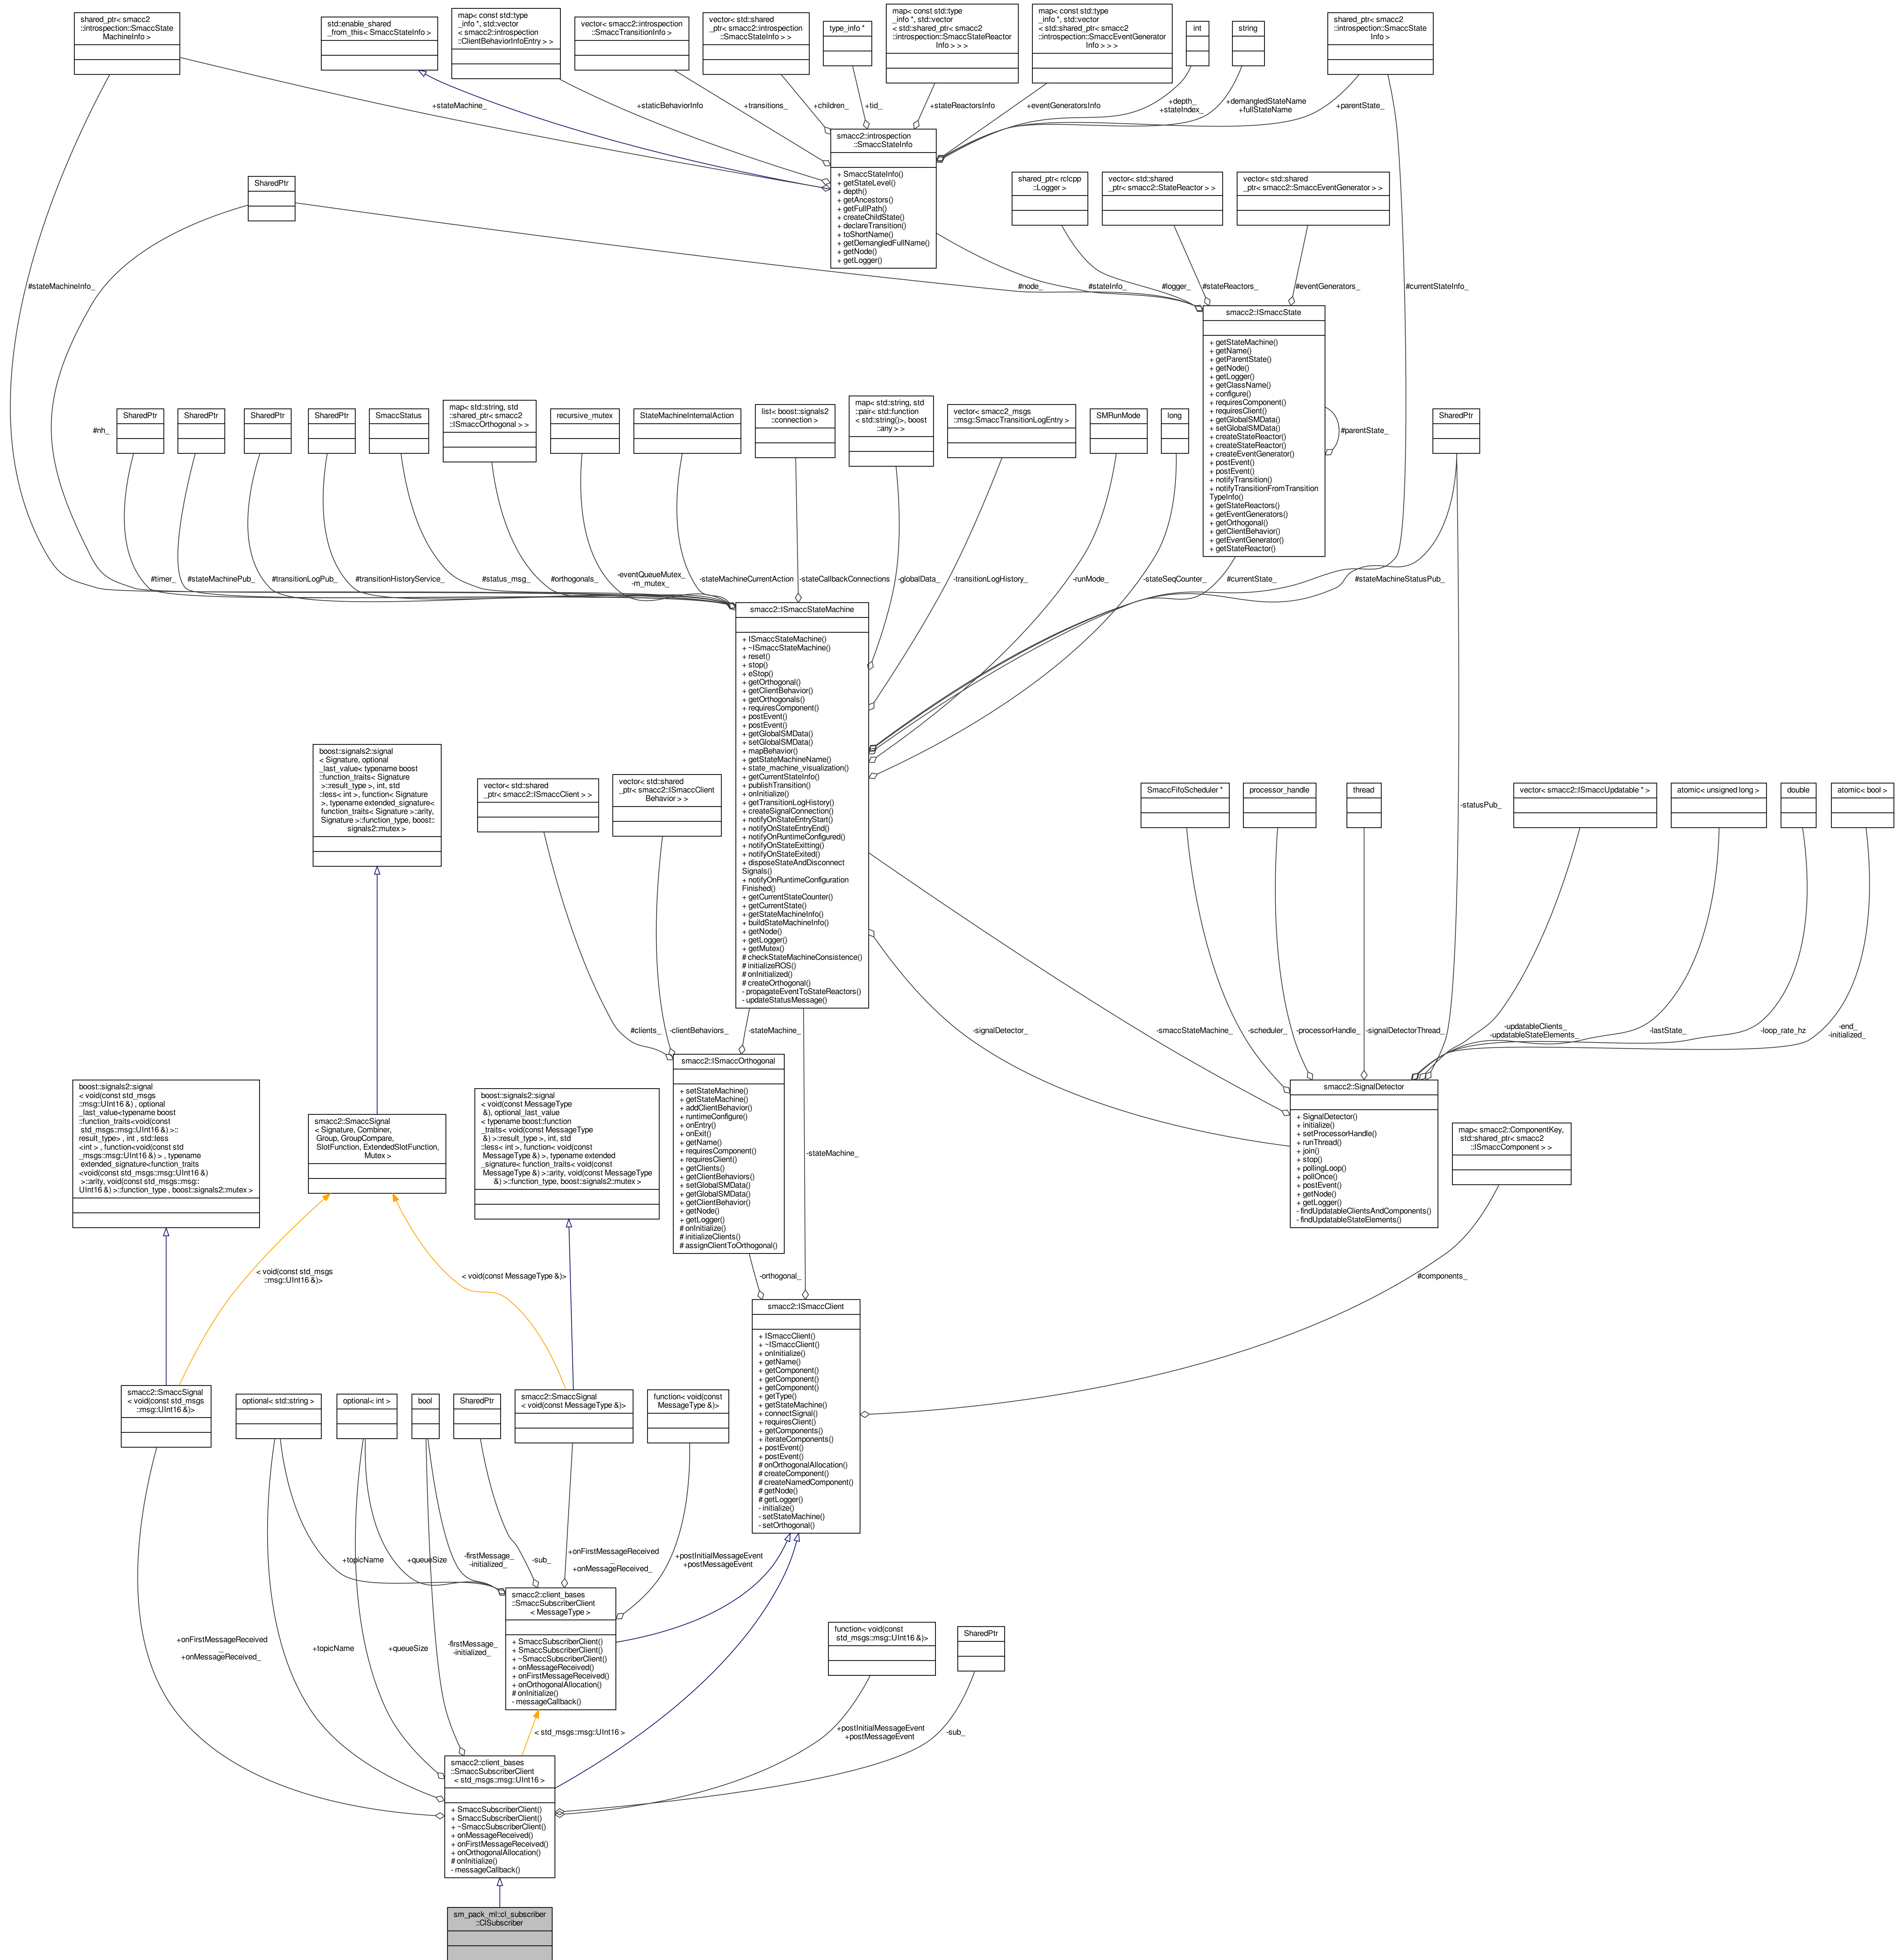 shared_ptr< smacc2
::introspection::SmaccState
MachineInfo >
std::enable_shared
_from_this< SmaccStateInfo >
map< const std::type
_info *, std::vector
< smacc2::introspection
::ClientBehaviorInfoEntry > >
vector< smacc2::introspection
::SmaccTransitionInfo >
vector< std::shared
_ptr< smacc2::introspection
::SmaccStateInfo > >
type_info *
map< const std::type
_info *, std::vector
< std::shared_ptr< smacc2
::introspection::SmaccStateReactor
Info > > >
map< const std::type
_info *, std::vector
< std::shared_ptr< smacc2
::introspection::SmaccEventGenerator
Info > > >
int
string
shared_ptr< smacc2
::introspection::SmaccState
Info >
+stateMachine_
+staticBehaviorInfo
+transitions_
+children_
+tid_
+stateReactorsInfo
+eventGeneratorsInfo
+depth_
+stateIndex_
+demangledStateName
+fullStateName
+parentState_
smacc2::introspection
::SmaccStateInfo
+ SmaccStateInfo()
+ getStateLevel()
+ depth()
+ getAncestors()
+ getFullPath()
+ createChildState()
+ declareTransition()
+ toShortName()
+ getDemangledFullName()
+ getNode()
+ getLogger()
SharedPtr
shared_ptr< rclcpp
::Logger >
vector< std::shared
_ptr< smacc2::StateReactor > >
vector< std::shared
_ptr< smacc2::SmaccEventGenerator > >
#stateMachineInfo_
#node_
#stateInfo_
#logger_
#stateReactors_
#eventGenerators_
#currentStateInfo_
smacc2::ISmaccState
+ getStateMachine()
+ getName()
+ getParentState()
+ getNode()
+ getLogger()
+ getClassName()
+ configure()
+ requiresComponent()
+ requiresClient()
+ getGlobalSMData()
+ setGlobalSMData()
+ createStateReactor()
+ createStateReactor()
+ createEventGenerator()
+ postEvent()
+ postEvent()
+ notifyTransition()
+ notifyTransitionFromTransition
TypeInfo()
+ getStateReactors()
+ getEventGenerators()
+ getOrthogonal()
+ getClientBehavior()
+ getEventGenerator()
+ getStateReactor()
#parentState_
#nh_
SharedPtr
SharedPtr
SharedPtr
SharedPtr
SmaccStatus
map< std::string, std
::shared_ptr< smacc2
::ISmaccOrthogonal > >
recursive_mutex
StateMachineInternalAction
list< boost::signals2
::connection >
map< std::string, std
::pair< std::function
< std::string()>, boost
::any > >
vector< smacc2_msgs
::msg::SmaccTransitionLogEntry >
SMRunMode
long
SharedPtr
#timer_
#stateMachinePub_
#transitionLogPub_
#transitionHistoryService_
#status_msg_
#orthogonals_
-eventQueueMutex_
-m_mutex_
-stateMachineCurrentAction
-stateCallbackConnections
-globalData_
-transitionLogHistory_
-runMode_
-stateSeqCounter_
#currentState_
#stateMachineStatusPub_
smacc2::ISmaccStateMachine
+ ISmaccStateMachine()
+ ~ISmaccStateMachine()
+ reset()
+ stop()
+ eStop()
+ getOrthogonal()
+ getClientBehavior()
+ getOrthogonals()
+ requiresComponent()
+ postEvent()
+ postEvent()
+ getGlobalSMData()
+ setGlobalSMData()
+ mapBehavior()
+ getStateMachineName()
+ state_machine_visualization()
+ getCurrentStateInfo()
+ publishTransition()
+ onInitialize()
+ getTransitionLogHistory()
+ createSignalConnection()
+ notifyOnStateEntryStart()
+ notifyOnStateEntryEnd()
+ notifyOnRuntimeConfigured()
+ notifyOnStateExitting()
+ notifyOnStateExited()
+ disposeStateAndDisconnect
Signals()
+ notifyOnRuntimeConfiguration
Finished()
+ getCurrentStateCounter()
+ getCurrentState()
+ getStateMachineInfo()
+ buildStateMachineInfo()
+ getNode()
+ getLogger()
+ getMutex()
# checkStateMachineConsistence()
# initializeROS()
# onInitialized()
# createOrthogonal()
- propagateEventToStateReactors()
- updateStatusMessage()
boost::signals2::signal
< Signature, optional
_last_value< typename boost
::function_traits< Signature
>::result_type >, int, std
::less< int >, function< Signature
>, typename extended_signature<
function_traits< Signature >::arity,
Signature >::function_type, boost::
signals2::mutex >
vector< std::shared
_ptr< smacc2::ISmaccClient > >
vector< std::shared
_ptr< smacc2::ISmaccClient
Behavior > >
SmaccFifoScheduler *
processor_handle
thread
-statusPub_
vector< smacc2::ISmaccUpdatable * >
atomic< unsigned long >
double
atomic< bool >
#clients_
-clientBehaviors_
-stateMachine_
-signalDetector_
-smaccStateMachine_
-scheduler_
-processorHandle_
-signalDetectorThread_
-updatableClients_
-updatableStateElements_
-lastState_
-loop_rate_hz
-end_
-initialized_
smacc2::ISmaccOrthogonal
+ setStateMachine()
+ getStateMachine()
+ addClientBehavior()
+ runtimeConfigure()
+ onEntry()
+ onExit()
+ getName()
+ requiresComponent()
+ requiresClient()
+ getClients()
+ getClientBehaviors()
+ setGlobalSMData()
+ getGlobalSMData()
+ getClientBehavior()
+ getNode()
+ getLogger()
# onInitialize()
# initializeClients()
# assignClientToOrthogonal()
smacc2::SignalDetector
+ SignalDetector()
+ initialize()
+ setProcessorHandle()
+ runThread()
+ join()
+ stop()
+ pollingLoop()
+ pollOnce()
+ postEvent()
+ getNode()
+ getLogger()
- findUpdatableClientsAndComponents()
- findUpdatableStateElements()
map< smacc2::ComponentKey,
std::shared_ptr< smacc2
::ISmaccComponent > >
boost::signals2::signal
< void(const std_msgs
::msg::UInt16 &) , optional
_last_value<typename boost
::function_traits<void(const
std_msgs::msg::UInt16 &) >::
result_type> , int , std::less
<int > , function<void(const std
_msgs::msg::UInt16 &) > , typename
extended_signature<function_traits
<void(const std_msgs::msg::UInt16 &)
>::arity, void(const std_msgs::msg::
UInt16 &) >::function_type , boost::signals2::mutex >
smacc2::SmaccSignal
< Signature, Combiner,
Group, GroupCompare,
SlotFunction, ExtendedSlotFunction,
Mutex >
boost::signals2::signal
< void(const MessageType
&), optional_last_value
< typename boost::function
_traits< void(const MessageType
&) >::result_type >, int, std
::less< int >, function< void(const
MessageType &) >, typename extended
_signature< function_traits< void(const
MessageType &) >::arity, void(const MessageType
&) >::function_type, boost::signals2::mutex >
-stateMachine_
< void(const std_msgs
::msg::UInt16 &)>
< void(const MessageType &)>
-orthogonal_
#components_
smacc2::ISmaccClient
+ ISmaccClient()
+ ~ISmaccClient()
+ onInitialize()
+ getName()
+ getComponent()
+ getComponent()
+ getComponent()
+ getType()
+ getStateMachine()
+ connectSignal()
+ requiresClient()
+ getComponents()
+ iterateComponents()
+ postEvent()
+ postEvent()
# onOrthogonalAllocation()
# createComponent()
# createNamedComponent()
# getNode()
# getLogger()
- initialize()
- setStateMachine()
- setOrthogonal()
smacc2::SmaccSignal
< void(const std_msgs
::msg::UInt16 &)>
optional< std::string >
optional< int >
bool
SharedPtr
smacc2::SmaccSignal
< void(const MessageType &)>
function< void(const
MessageType &)>
+topicName
+queueSize
-firstMessage_
-initialized_
-sub_
+onFirstMessageReceived
_
+onMessageReceived_
+postInitialMessageEvent
+postMessageEvent
smacc2::client_bases
::SmaccSubscriberClient
< MessageType >
+ SmaccSubscriberClient()
+ SmaccSubscriberClient()
+ ~SmaccSubscriberClient()
+ onMessageReceived()
+ onFirstMessageReceived()
+ onOrthogonalAllocation()
# onInitialize()
- messageCallback()
function< void(const
std_msgs::msg::UInt16 &)>
SharedPtr
+onFirstMessageReceived
_
+onMessageReceived_
+topicName
+queueSize
-firstMessage_
-initialized_
< std_msgs::msg::UInt16 >
+postInitialMessageEvent
+postMessageEvent
-sub_
smacc2::client_bases
::SmaccSubscriberClient
< std_msgs::msg::UInt16 >
+ SmaccSubscriberClient()
+ SmaccSubscriberClient()
+ ~SmaccSubscriberClient()
+ onMessageReceived()
+ onFirstMessageReceived()
+ onOrthogonalAllocation()
# onInitialize()
- messageCallback()
sm_pack_ml::cl_subscriber
::ClSubscriber